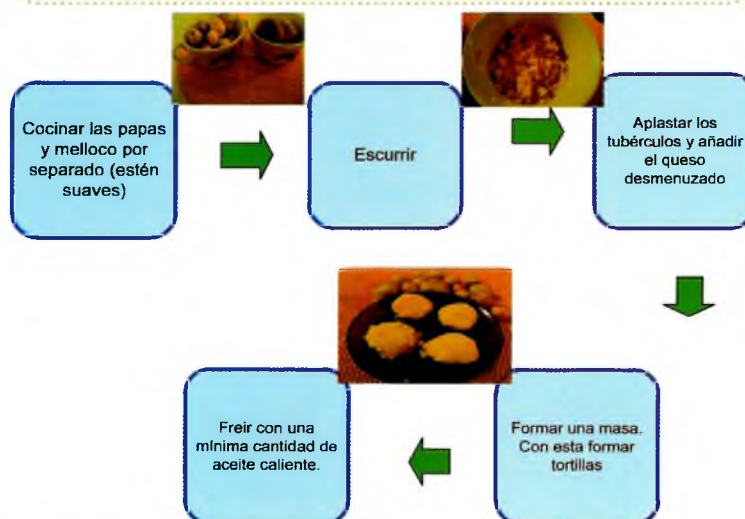 Cocinar las papas
y melloco por
separado (estén
suaves)
Escurrir
Aplastar los
tubérculos y añadir
el queso
desmenuzado
Formar una masa.
Con esta formar
tortillas
Freir con una
mínima cantidad de
aceite caliente.